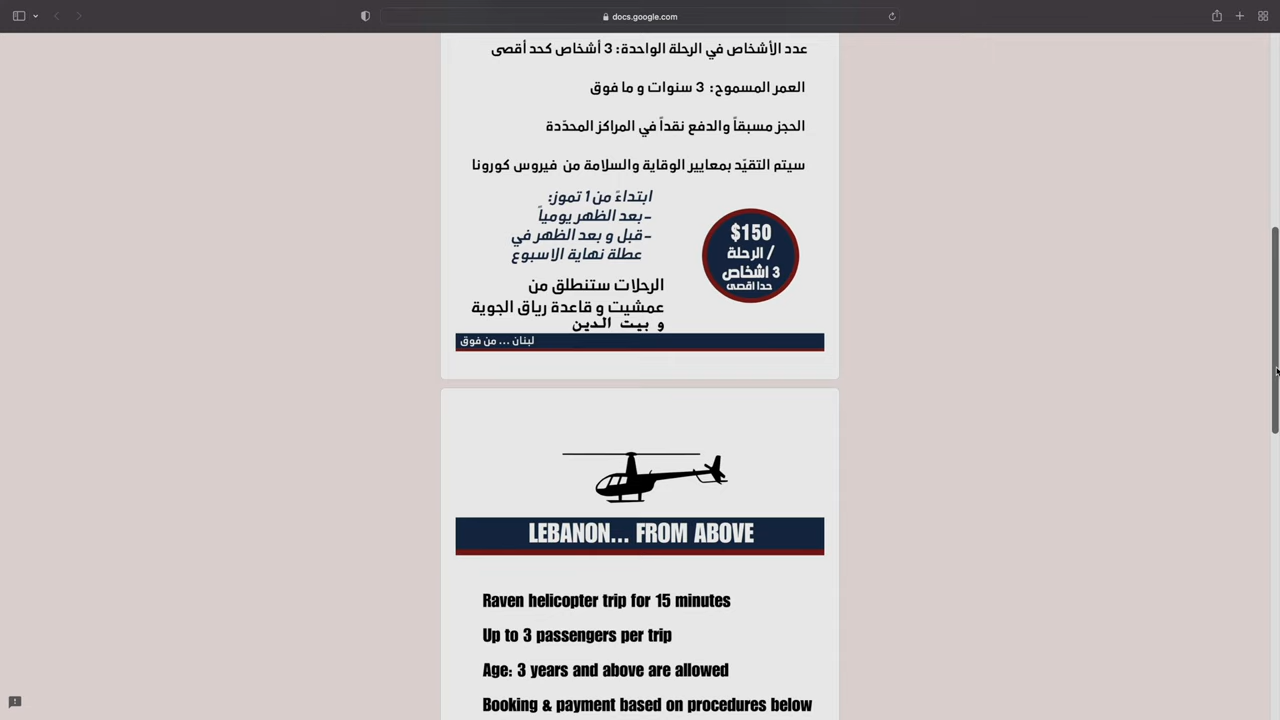 docs.google.com
عدد الأشخاص في الرحلة الواحدة: 3 أشخاص كحد أقصى
العمر المسموح: 3 سنوات و ما فوق
الحجز مسبقاً والدفع نقداً في المراكز المحدّدة
سيتم التقيّد بمعايير الوقاية والسلامة من فيروس كورونا
ابتداءً من 1 تموز:
-بعد الظهر يومياً
-قبل و بعد الظهر في
عطلة نهاية الاسبوع
$150
/ الرحلة
3 اشخاص
حدا اقصى
الرحلات ستنطلق من
عمشيت و قاعدة رياق الجوية
و بيت الدين
لبنان ... من فوق
LEBANON... FROM ABOVE
Raven helicopter trip for 15 minutes
Up to 3 passengers per trip
Age: 3 years and above are allowed
Booking & payment based on procedures below